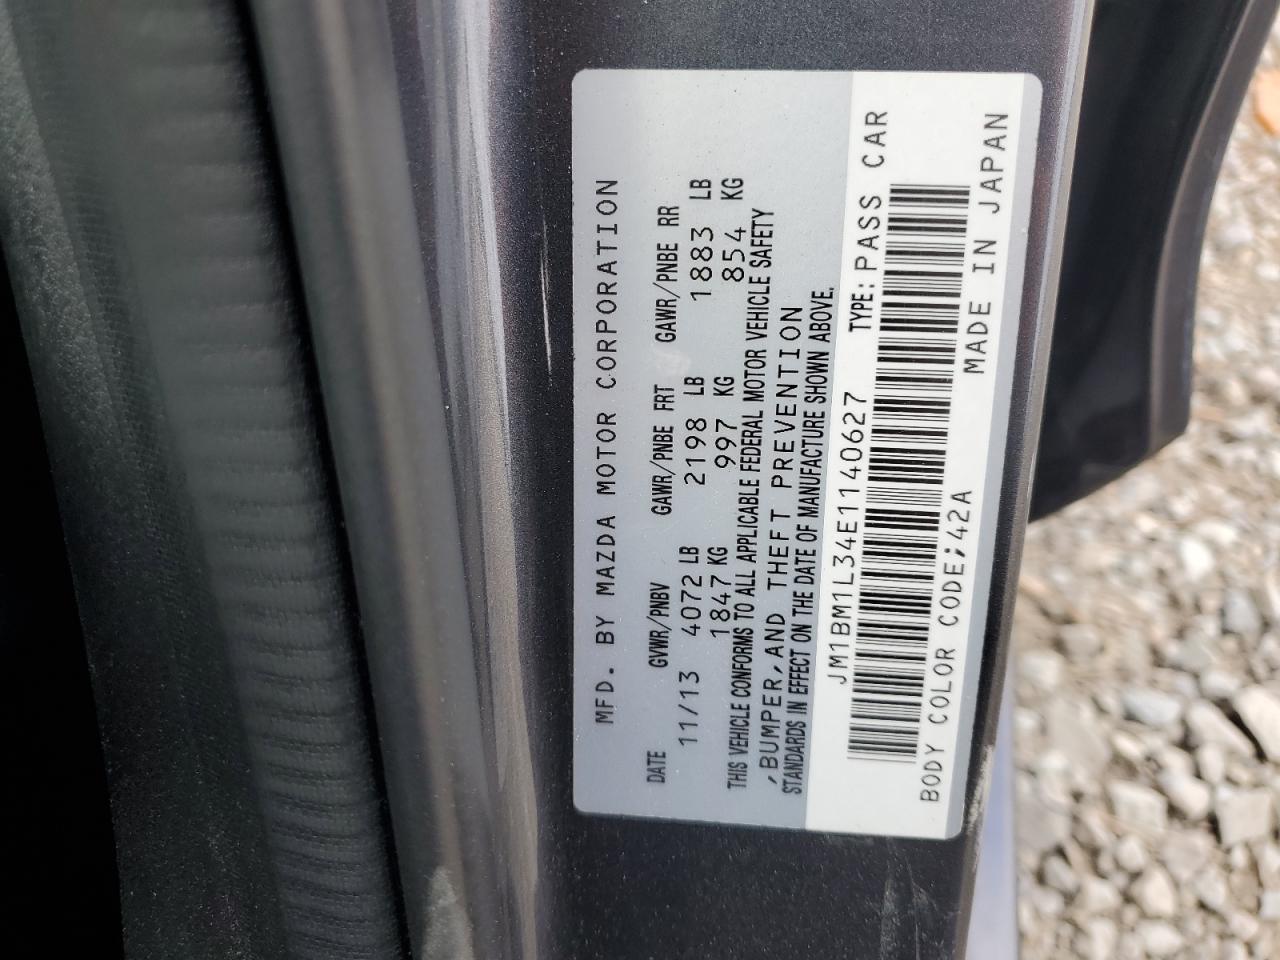 MFD. BY MAZDA MOTOR CORPORATION
DATE GVWR/PNBV GAWR/PNBE FRT GAWR/PNBE RR
11/13 4072 LB 2198 LB 1883 LB
1847 KG 997 KG 854 KG
THIS VEHICLE CONFORMS TO ALL APPLICABLE FEDERAL MOTOR VEHICLE SAFETY
,BUMPER,AND THEFT PREVENTION
STANDARDS IN EFFECT ON THE DATE OF MANUFACTURE SHOWN ABOVE.
JM1BM1L34E1140627 TYPE: PASS CAR
BODY COLOR CODE;42A MADE IN JAPAN